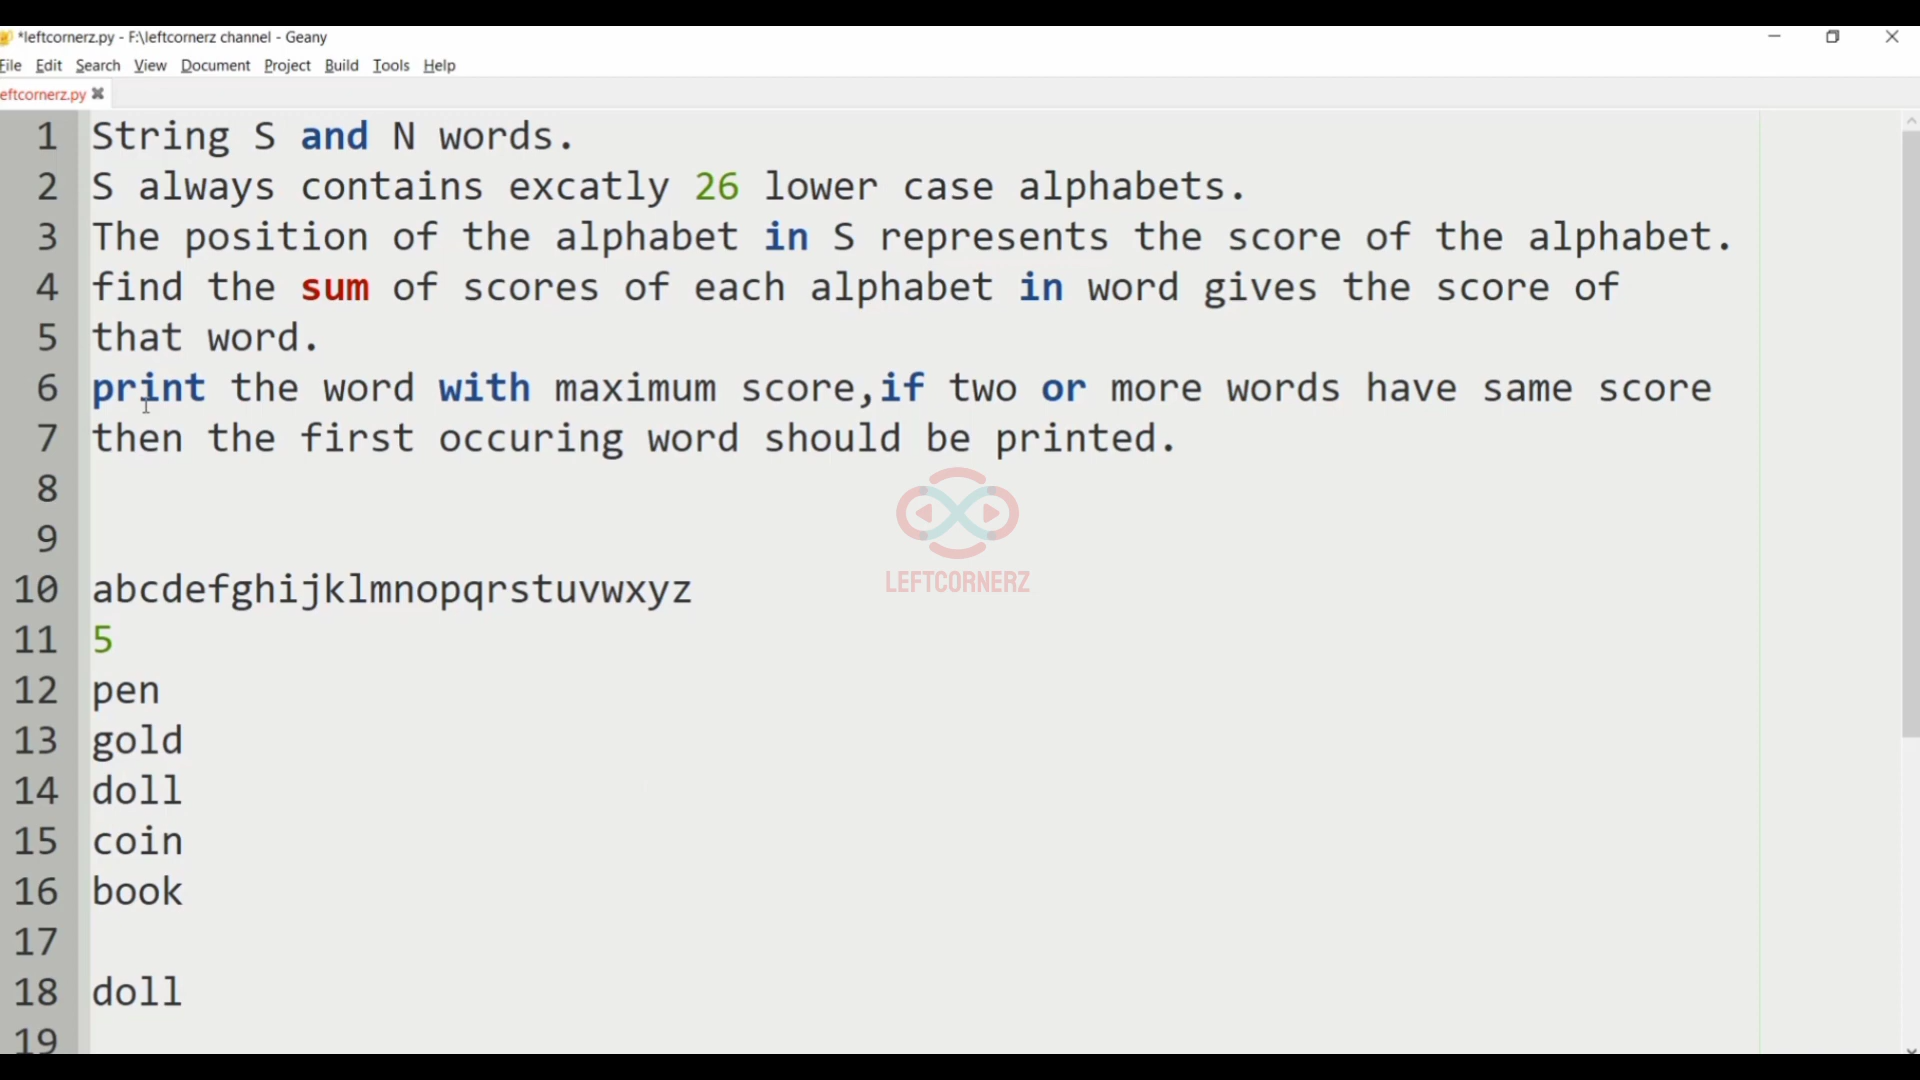 *leftcornerz.py - F:\leftcornerz channel - Geany
File Edit Search View Document Project Build Tools Help
eftcornerz.py
1 String S and N words.
2 S always contains excatly 26 lower case alphabets.
3 The position of the alphabet in S represents the score of the alphabet.
4 find the sum of scores of each alphabet in word gives the score of
5 that word.
6 print the word with maximum score,if two or more words have same score
7 then the first occuring word should be printed.
8
9
LEFTCORNERZ
10 abcdefghijklmnopqrstuvwxyz
11 5
12 pen
13 gold
14 doll
15 coin
16 book
17
18 doll
19